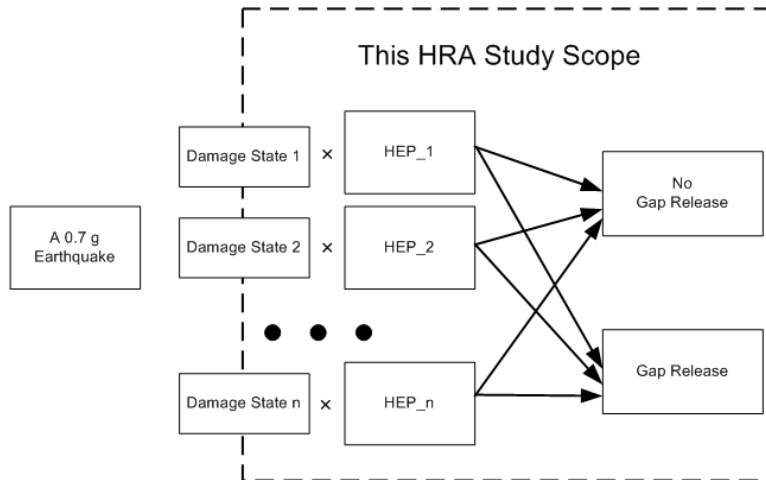 This HRA Study Scope
Damage State 1 × HEP_1
No
Gap Release
A 0.7 g
Earthquake
Damage State 2 × HEP_2
Gap Release
Damage State n × HEP_n